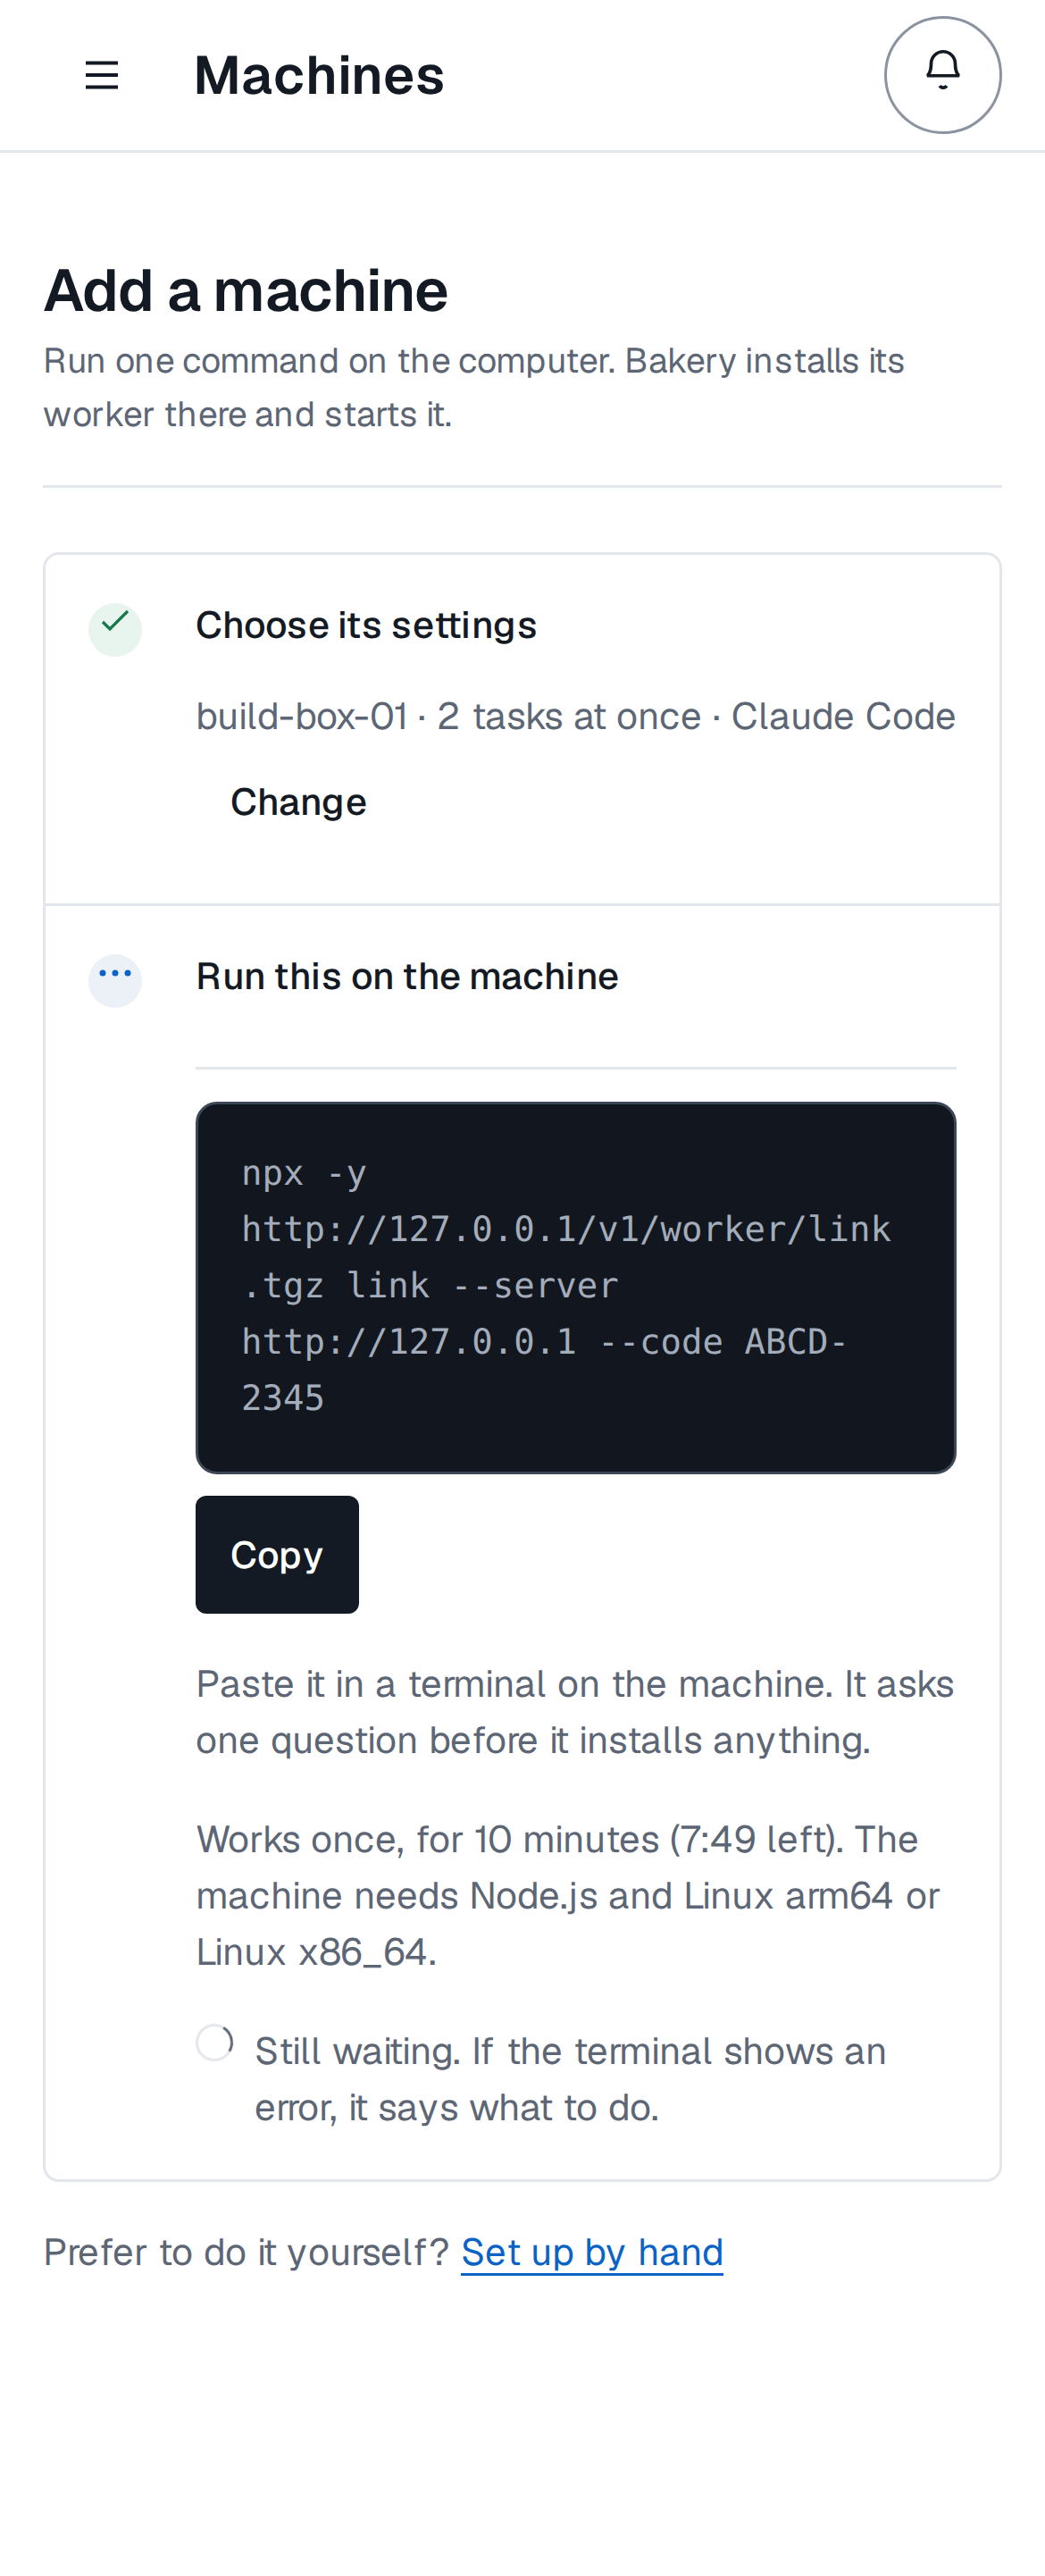 Machines
Add a machine
Run one command on the computer. Bakery installs its
worker there and starts it.
Choose its settings
build-box-01 · 2 tasks at once · Claude Code
Change
Run this on the machine
npx -y
http://127.0.0.1/v1/worker/link
.tgz link --server
http://127.0.0.1 --code ABCD-
2345
Copy
Paste it in a terminal on the machine. It asks
one question before it installs anything.
Works once, for 10 minutes (7:49 left). The
machine needs Node.js and Linux arm64 or
Linux x86_64.
Still waiting. If the terminal shows an
error, it says what to do.
Prefer to do it yourself? Set up by hand